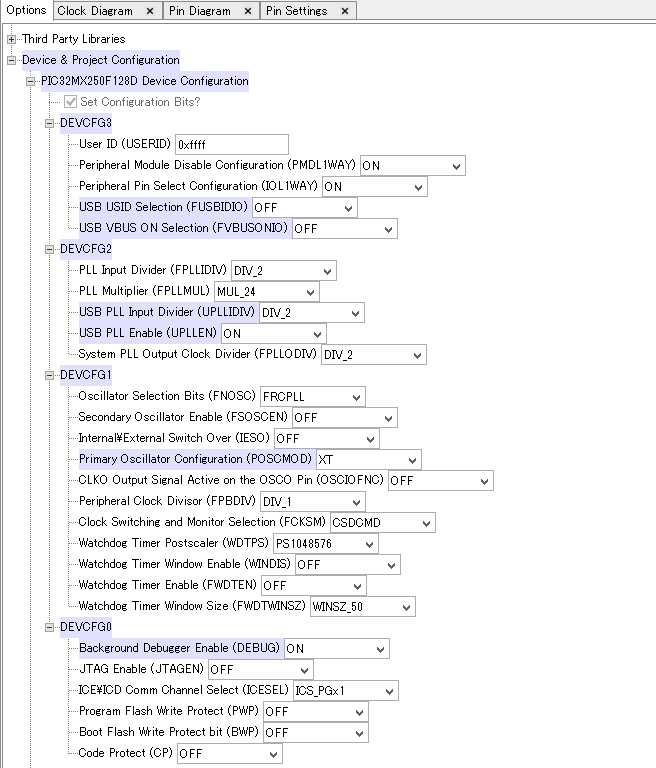 Options Clock Diagram × Pin Diagram × Pin Settings ×
Third Party Libraries
Device & Project Configuration
PIC32MX250F128D Device Configuration
Set Configuration Bits?
DEVCFG3
User ID (USERID) 0xffff
Peripheral Module Disable Configuration (PMDL1WAY) ON
Peripheral Pin Select Configuration (IOL1WAY) ON
USB USID Selection (FUSBIDIO) OFF
USB VBUS ON Selection (FVBUSONIO) OFF
DEVCFG2
PLL Input Divider (FPLLIDIV) DIV_2
PLL Multiplier (FPLLMUL) MUL_24
USB PLL Input Divider (UPLLIDIV) DIV_2
USB PLL Enable (UPLLEN) ON
System PLL Output Clock Divider (FPLLODIV) DIV_2
DEVCFG1
Oscillator Selection Bits (FNOSC) FRCPLL
Secondary Oscillator Enable (FSOSCEN) OFF
Internal¥External Switch Over (IESO) OFF
Primary Oscillator Configuration (POSCMOD) XT
CLKO Output Signal Active on the OSCO Pin (OSCIOFNC) OFF
Peripheral Clock Divisor (FPBDIV) DIV_1
Clock Switching and Monitor Selection (FCKSM) CSDCMD
Watchdog Timer Postscaler (WDTPS) PS1048576
Watchdog Timer Window Enable (WINDIS) OFF
Watchdog Timer Enable (FWDTEN) OFF
Watchdog Timer Window Size (FWDTWINSZ) WINSZ_50
DEVCFG0
Background Debugger Enable (DEBUG) ON
JTAG Enable (JTAGEN) OFF
ICE¥ICD Comm Channel Select (ICESEL) ICS_PGx1
Program Flash Write Protect (PWP) OFF
Boot Flash Write Protect bit (BWP) OFF
Code Protect (CP) OFF